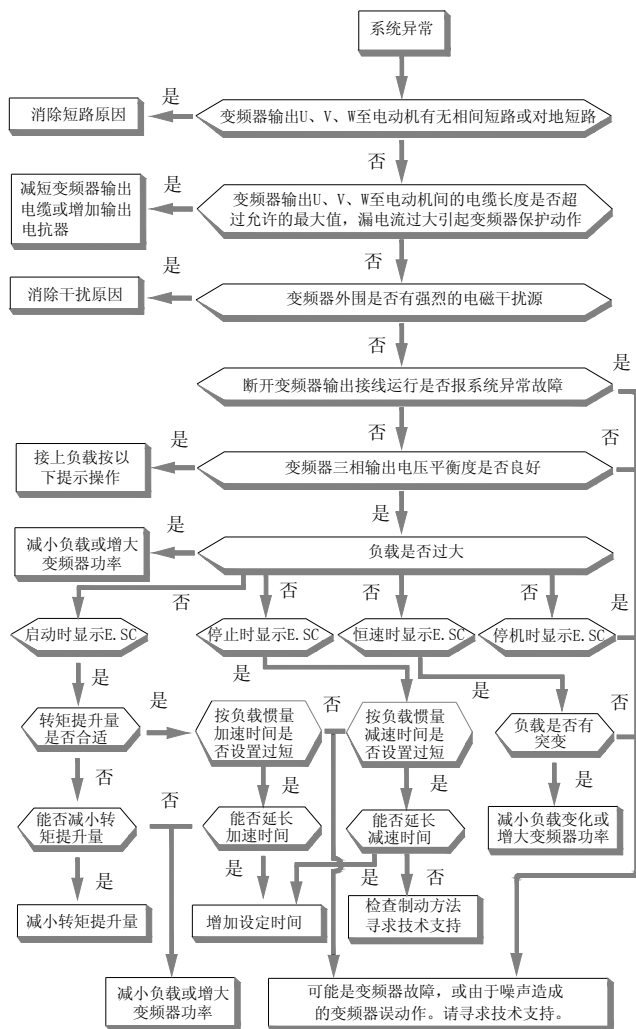 系统异常
是
消除短路原因
变频器输出U、V、W至电动机有无相间短路或对地短路
否
是
减短变频器输出
电缆或增加输出
电抗器
变频器输出U、V、W至电动机间的电缆长度是否超
过允许的最大值，漏电流过大引起变频器保护动作
是
否
消除干扰原因
变频器外围是否有强烈的电磁干扰源
否
是
断开变频器输出接线运行是否报系统异常故障
是
否
否
接上负载按以
下提示操作
变频器三相输出电压平衡度是否良好
是
是
减小负载或增大
变频器功率
负载是否过大
否
否
否
否
是
启动时显示E.SC
停止时显示E.SC
恒速时显示E.SC
停机时显示E.SC
是
是
是
是
否
否
转矩提升量
是否合适
按负载惯量
加速时间是
否设置过短
按负载惯量
减速时间是
否设置过短
负载是否有
突变
否
是
是
是
否
能否减小转
矩提升量
能否延长
加速时间
能否延长
减速时间
减小负载变化或
增大变频器功率
是
是
是
否
减小转矩提升量
增加设定时间
检查制动方法
寻求技术支持
减小负载或增大
变频器功率
可能是变频器故障，或由于噪声造成
的变频器误动作。请寻求技术支持。